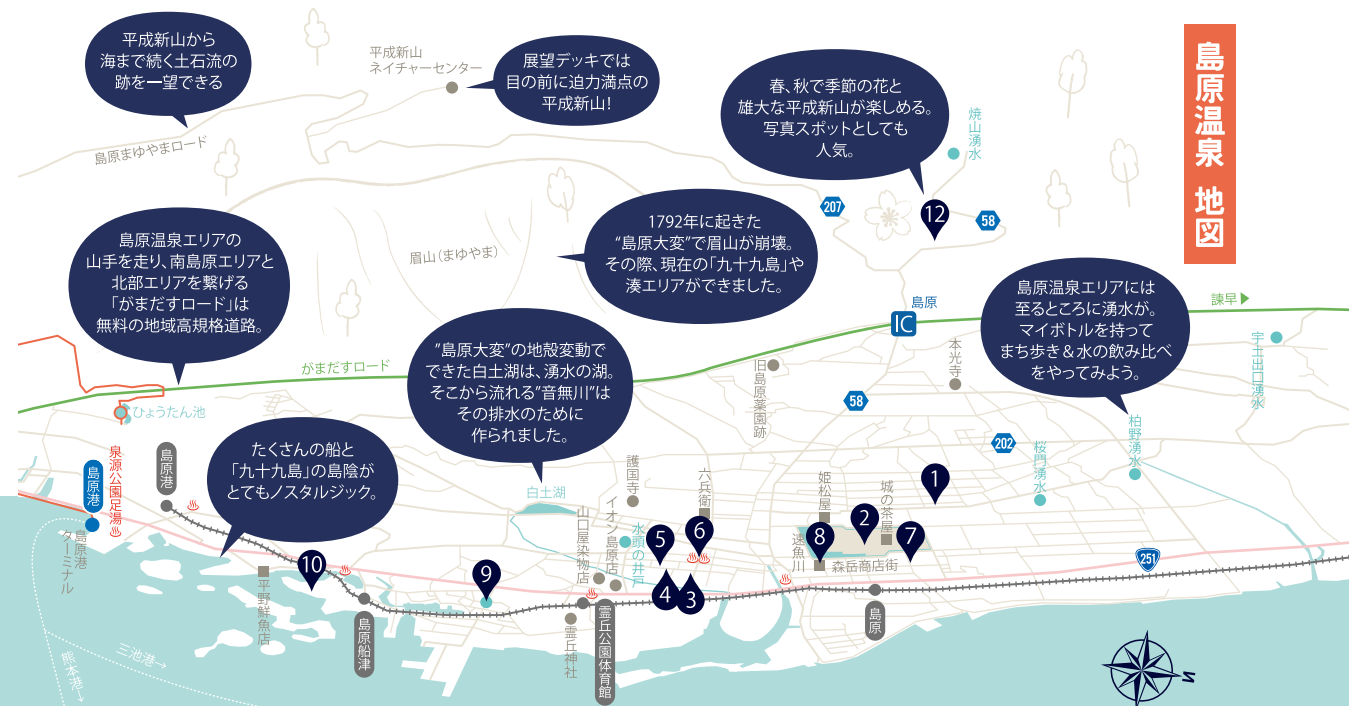 島原温泉 地図
平成新山から
海まで続く土石流の
跡を一望できる
平成新山
ネイチャーセンター
展望デッキでは
目の前に迫力満点の
平成新山!
春、秋で季節の花と
雄大な平成新山が楽しめる。
写真スポットとしても
人気。
焼山湧水
島原まゆやまロード
207
12
58
島原温泉エリアの
山手を走り、南島原エリアと
北部エリアを繋げる
「がまだすロード」は
無料の地域高規格道路。
眉山(まゆやま)
1792年に起きた
“島原大変”で眉山が崩壊。
その際、現在の「九十九島」や
湊エリアができました。
島原温泉エリアには
至るところに湧水が。
マイボトルを持って
まち歩き&水の飲み比べ
をやってみよう。
島原
IC
諫早
がまだすロード
”島原大変”の地殻変動で
できた白土湖は、湧水の湖。
そこから流れる”音無川”は
その排水のために
作られました。
旧島原薬園跡
本光寺
宇土出口湧水
58
ひょうたん池
202
柏野湧水
桜門湧水
たくさんの船と
「九十九島」の島陰が
とてもノスタルジック。
島原港
泉源公園足湯
島原港
島原港
ターミナル
白土湖
護国寺
イオン島原店
山口屋染物店
水頭の井戸
六兵衛
姫松屋
城の茶屋
速魚川
森岳商店街
1
2
7
8
5
6
4
3
9
10
251
平野鮮魚店
島原船津
霊丘神社
霊丘公園体育館
島原
三池港→
熊本港→
N